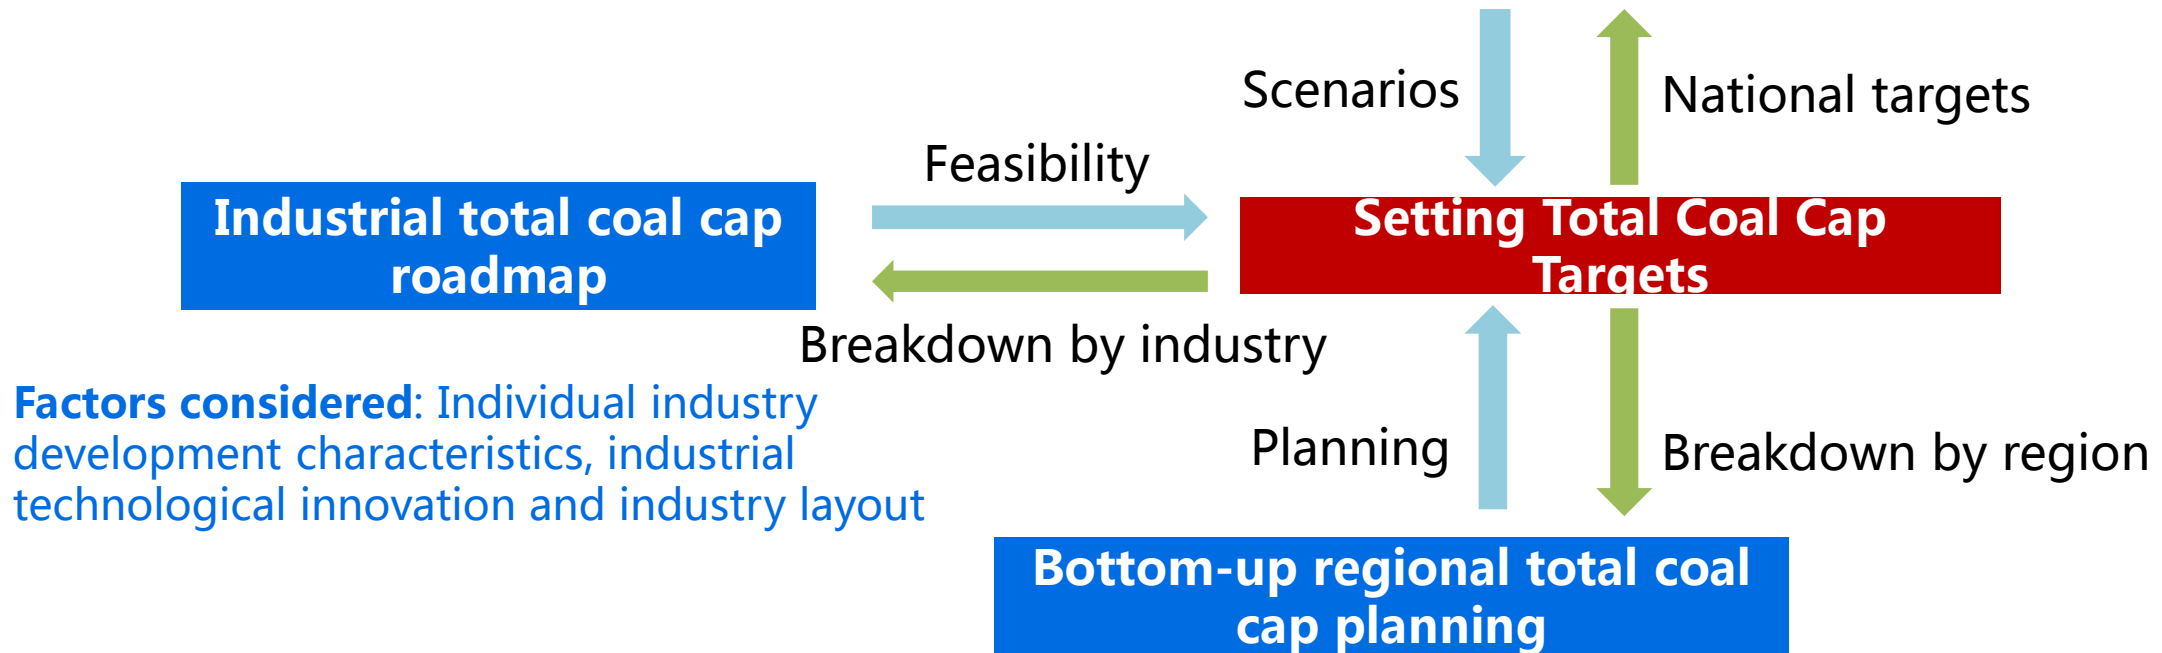 Scenarios
National targets
Feasibility
Industrial total coal cap
roadmap
Setting Total Coal Cap
Targets
Breakdown by industry
Factors considered: Individual industry
development characteristics, industrial
technological innovation and industry layout
Planning
Breakdown by region
Bottom-up regional total coal
cap planning